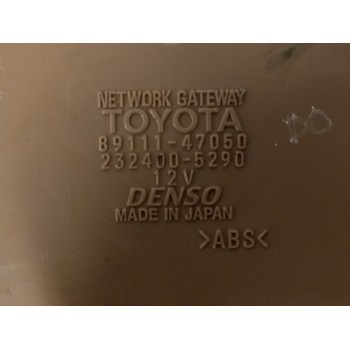 NETWORK GATEWAY
TOYOTA
89111-47050
232400-5290
12V
DENSO
MADE IN JAPAN
>ABS<